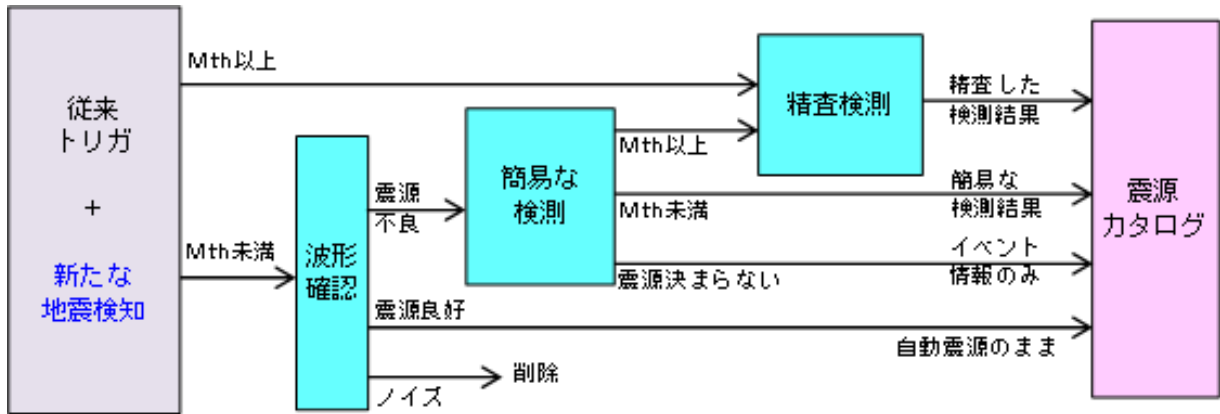 従来
トリガ
+
新たな
地震検知
Mth以上
Mth未満
波形
確認
震源
不良
震源良好
ノイズ
削除
簡易な
検測
Mth以上
Mth未満
震源決まらない
精査検測
精査した
検測結果
簡易な
検測結果
イベント
情報のみ
自動震源のまま
震源
カタログ